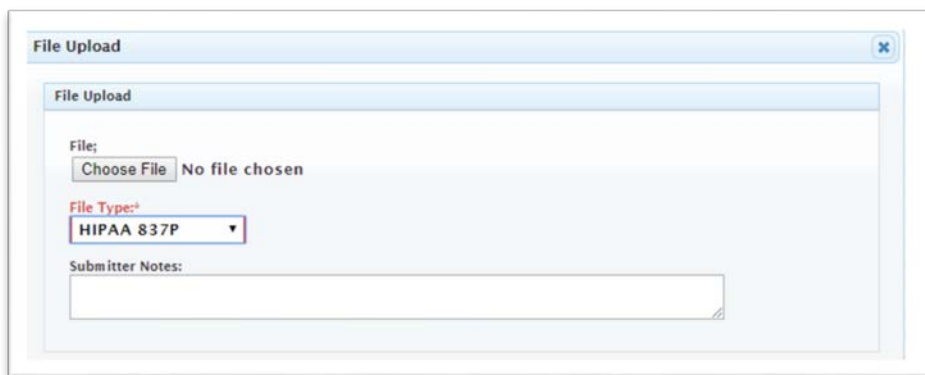 File Upload
File Upload
File;
Choose File No file chosen
File Type:*
HIPAA 837P
Submitter Notes: